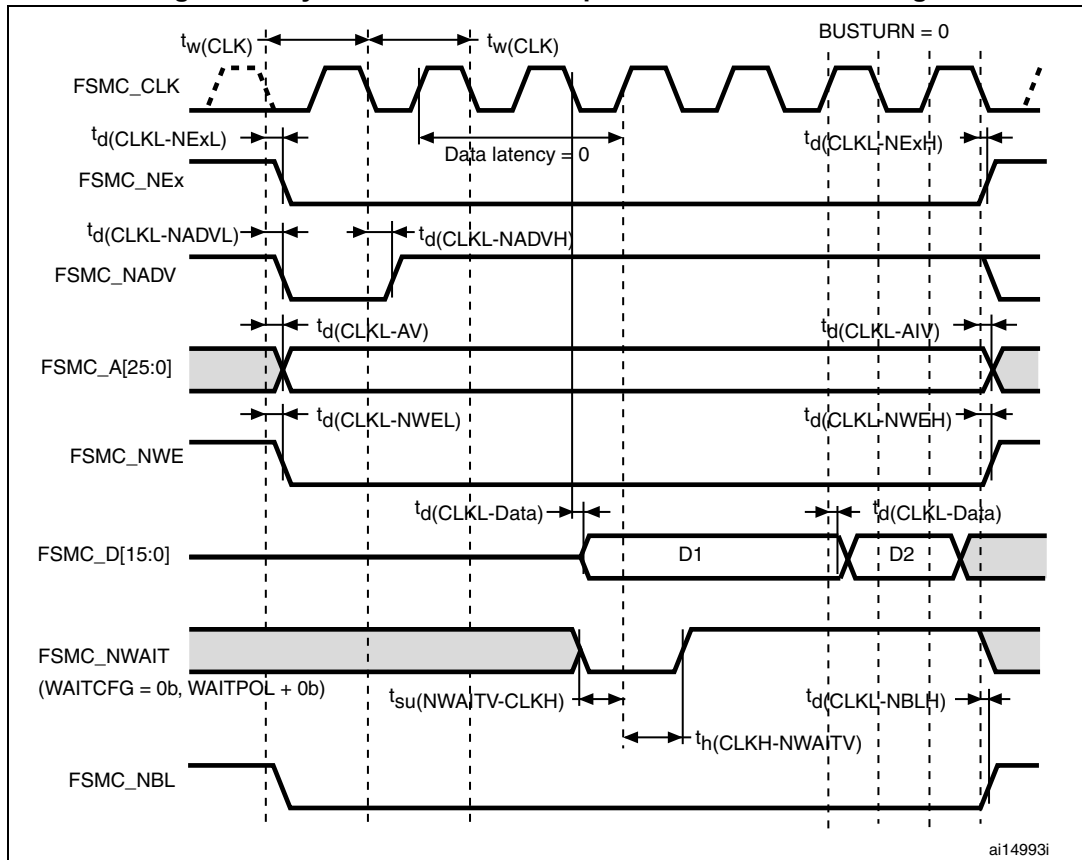 tw(CLK)
tw(CLK)
BUSTURN = 0
FSMC_CLK
td(CLKL-NExL)
Data latency = 0
td(CLKL-NExH)
FSMC_NEx
td(CLKL-NADVL)
td(CLKL-NADVH)
FSMC_NADV
td(CLKL-AV)
td(CLKL-AIV)
FSMC_A[25:0]
td(CLKL-NWEL)
td(CLKL-NWEH)
FSMC_NWE
td(CLKL-Data)
td(CLKL-Data)
FSMC_D[15:0]
D1
D2
FSMC_NWAIT
(WAITCFG = 0b, WAITPOL + 0b)
tsu(NWAITV-CLKH)
td(CLKL-NBLH)
th(CLKH-NWAITV)
FSMC_NBL
ai14993i